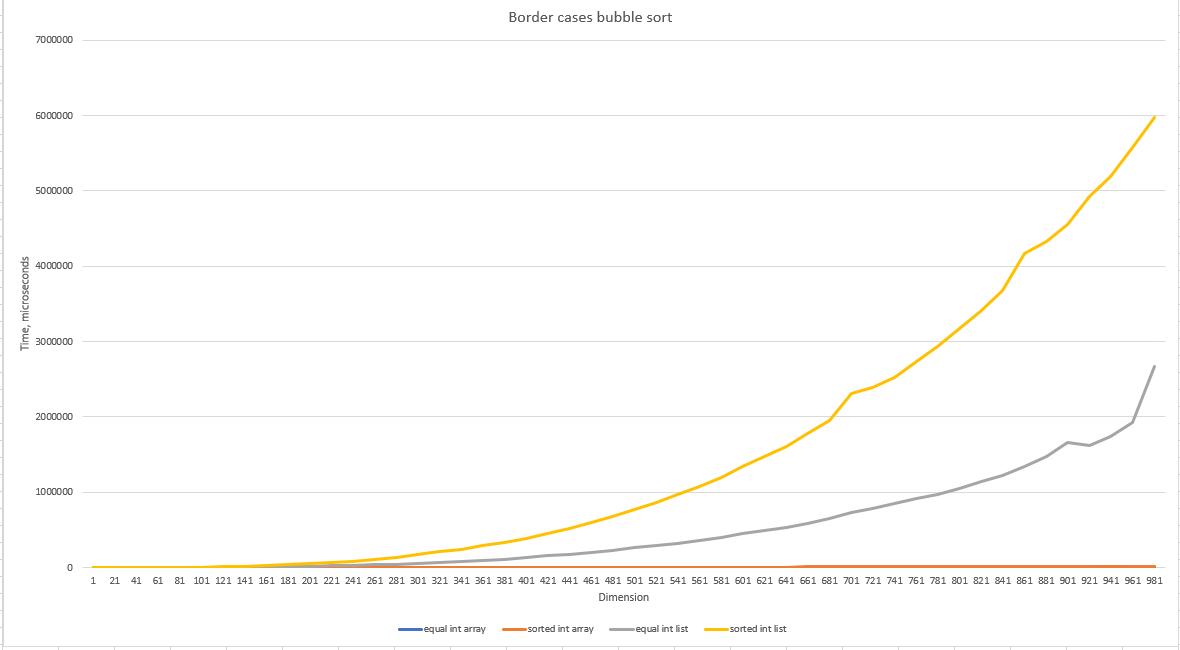 Border cases bubble sort
7000000
6000000
5000000
4000000
3000000
2000000
1000000
0
Time, microseconds
1 21 41 61 81 101 121 141 161 181 201 221 241 261 281 301 321 341 361 381 401 421 441 461 481 501 521 541 561 581 601 621 641 661 681 701 721 741 761 781 801 821 841 861 881 901 921 941 961 981
Dimension
equal int array sorted int array equal int list sorted int list